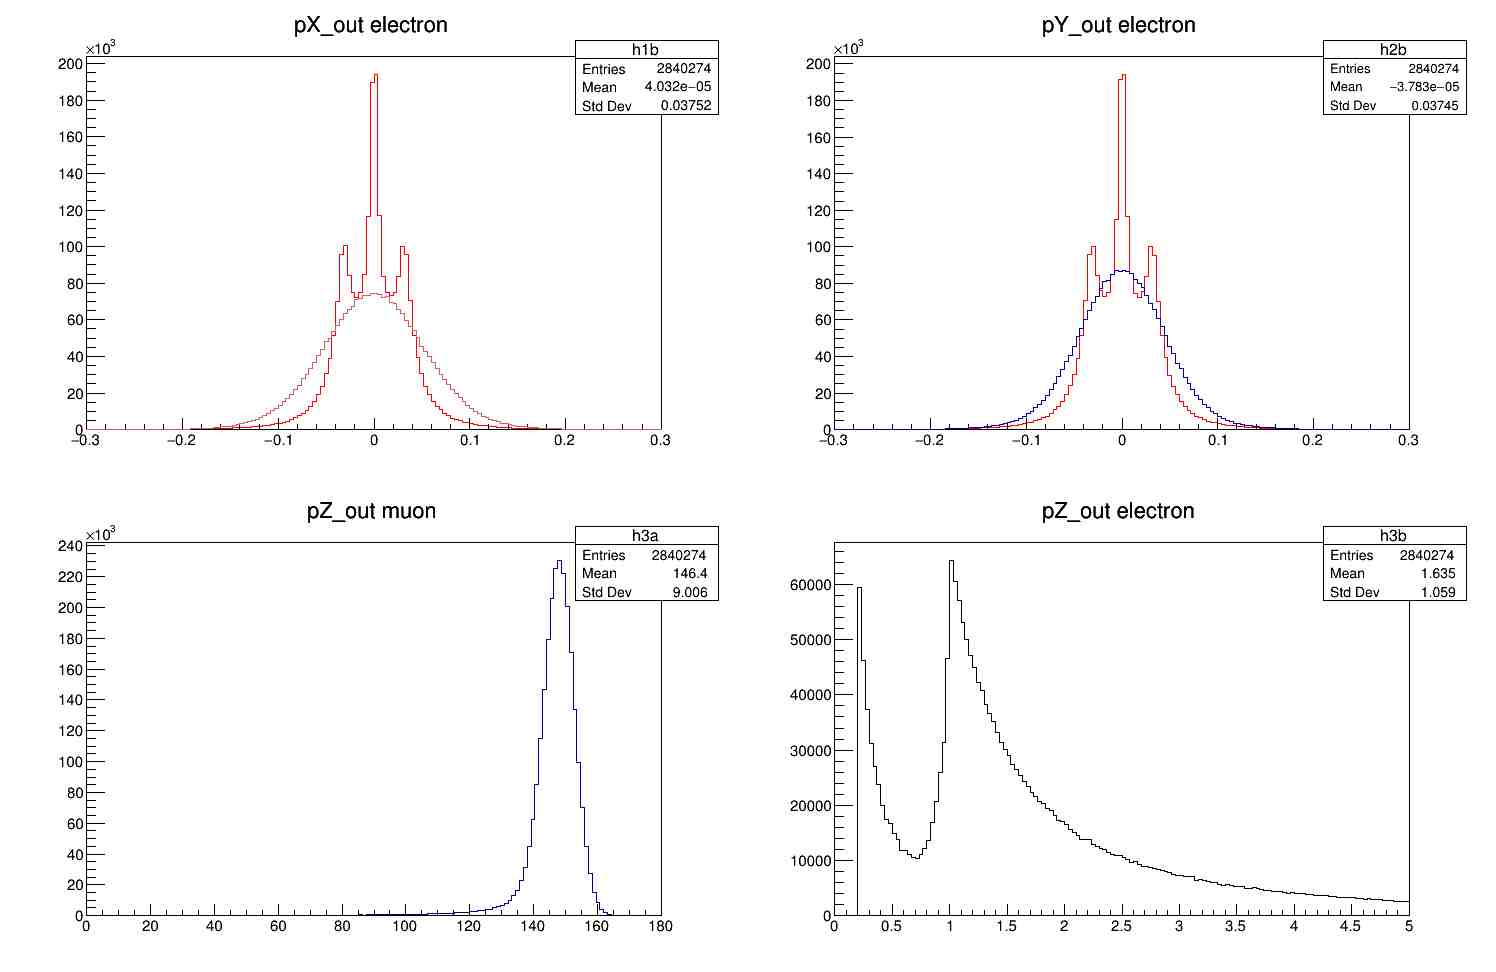 pX_out electron
×10³
h1b
Entries 2840274
Mean 4.032e−05
Std Dev 0.03752
200
180
160
140
120
100
80
60
40
20
0
−0.3 −0.2 −0.1 0 0.1 0.2 0.3
pY_out electron
×10³
h2b
Entries 2840274
Mean −3.783e−05
Std Dev 0.03745
200
180
160
140
120
100
80
60
40
20
0
−0.3 −0.2 −0.1 0 0.1 0.2 0.3
pZ_out muon
×10³
h3a
Entries 2840274
Mean 146.4
Std Dev 9.006
240
220
200
180
160
140
120
100
80
60
40
20
0
0 20 40 60 80 100 120 140 160 180
pZ_out electron
h3b
Entries 2840274
Mean 1.635
Std Dev 1.059
60000
50000
40000
30000
20000
10000
0
0 0.5 1 1.5 2 2.5 3 3.5 4 4.5 5